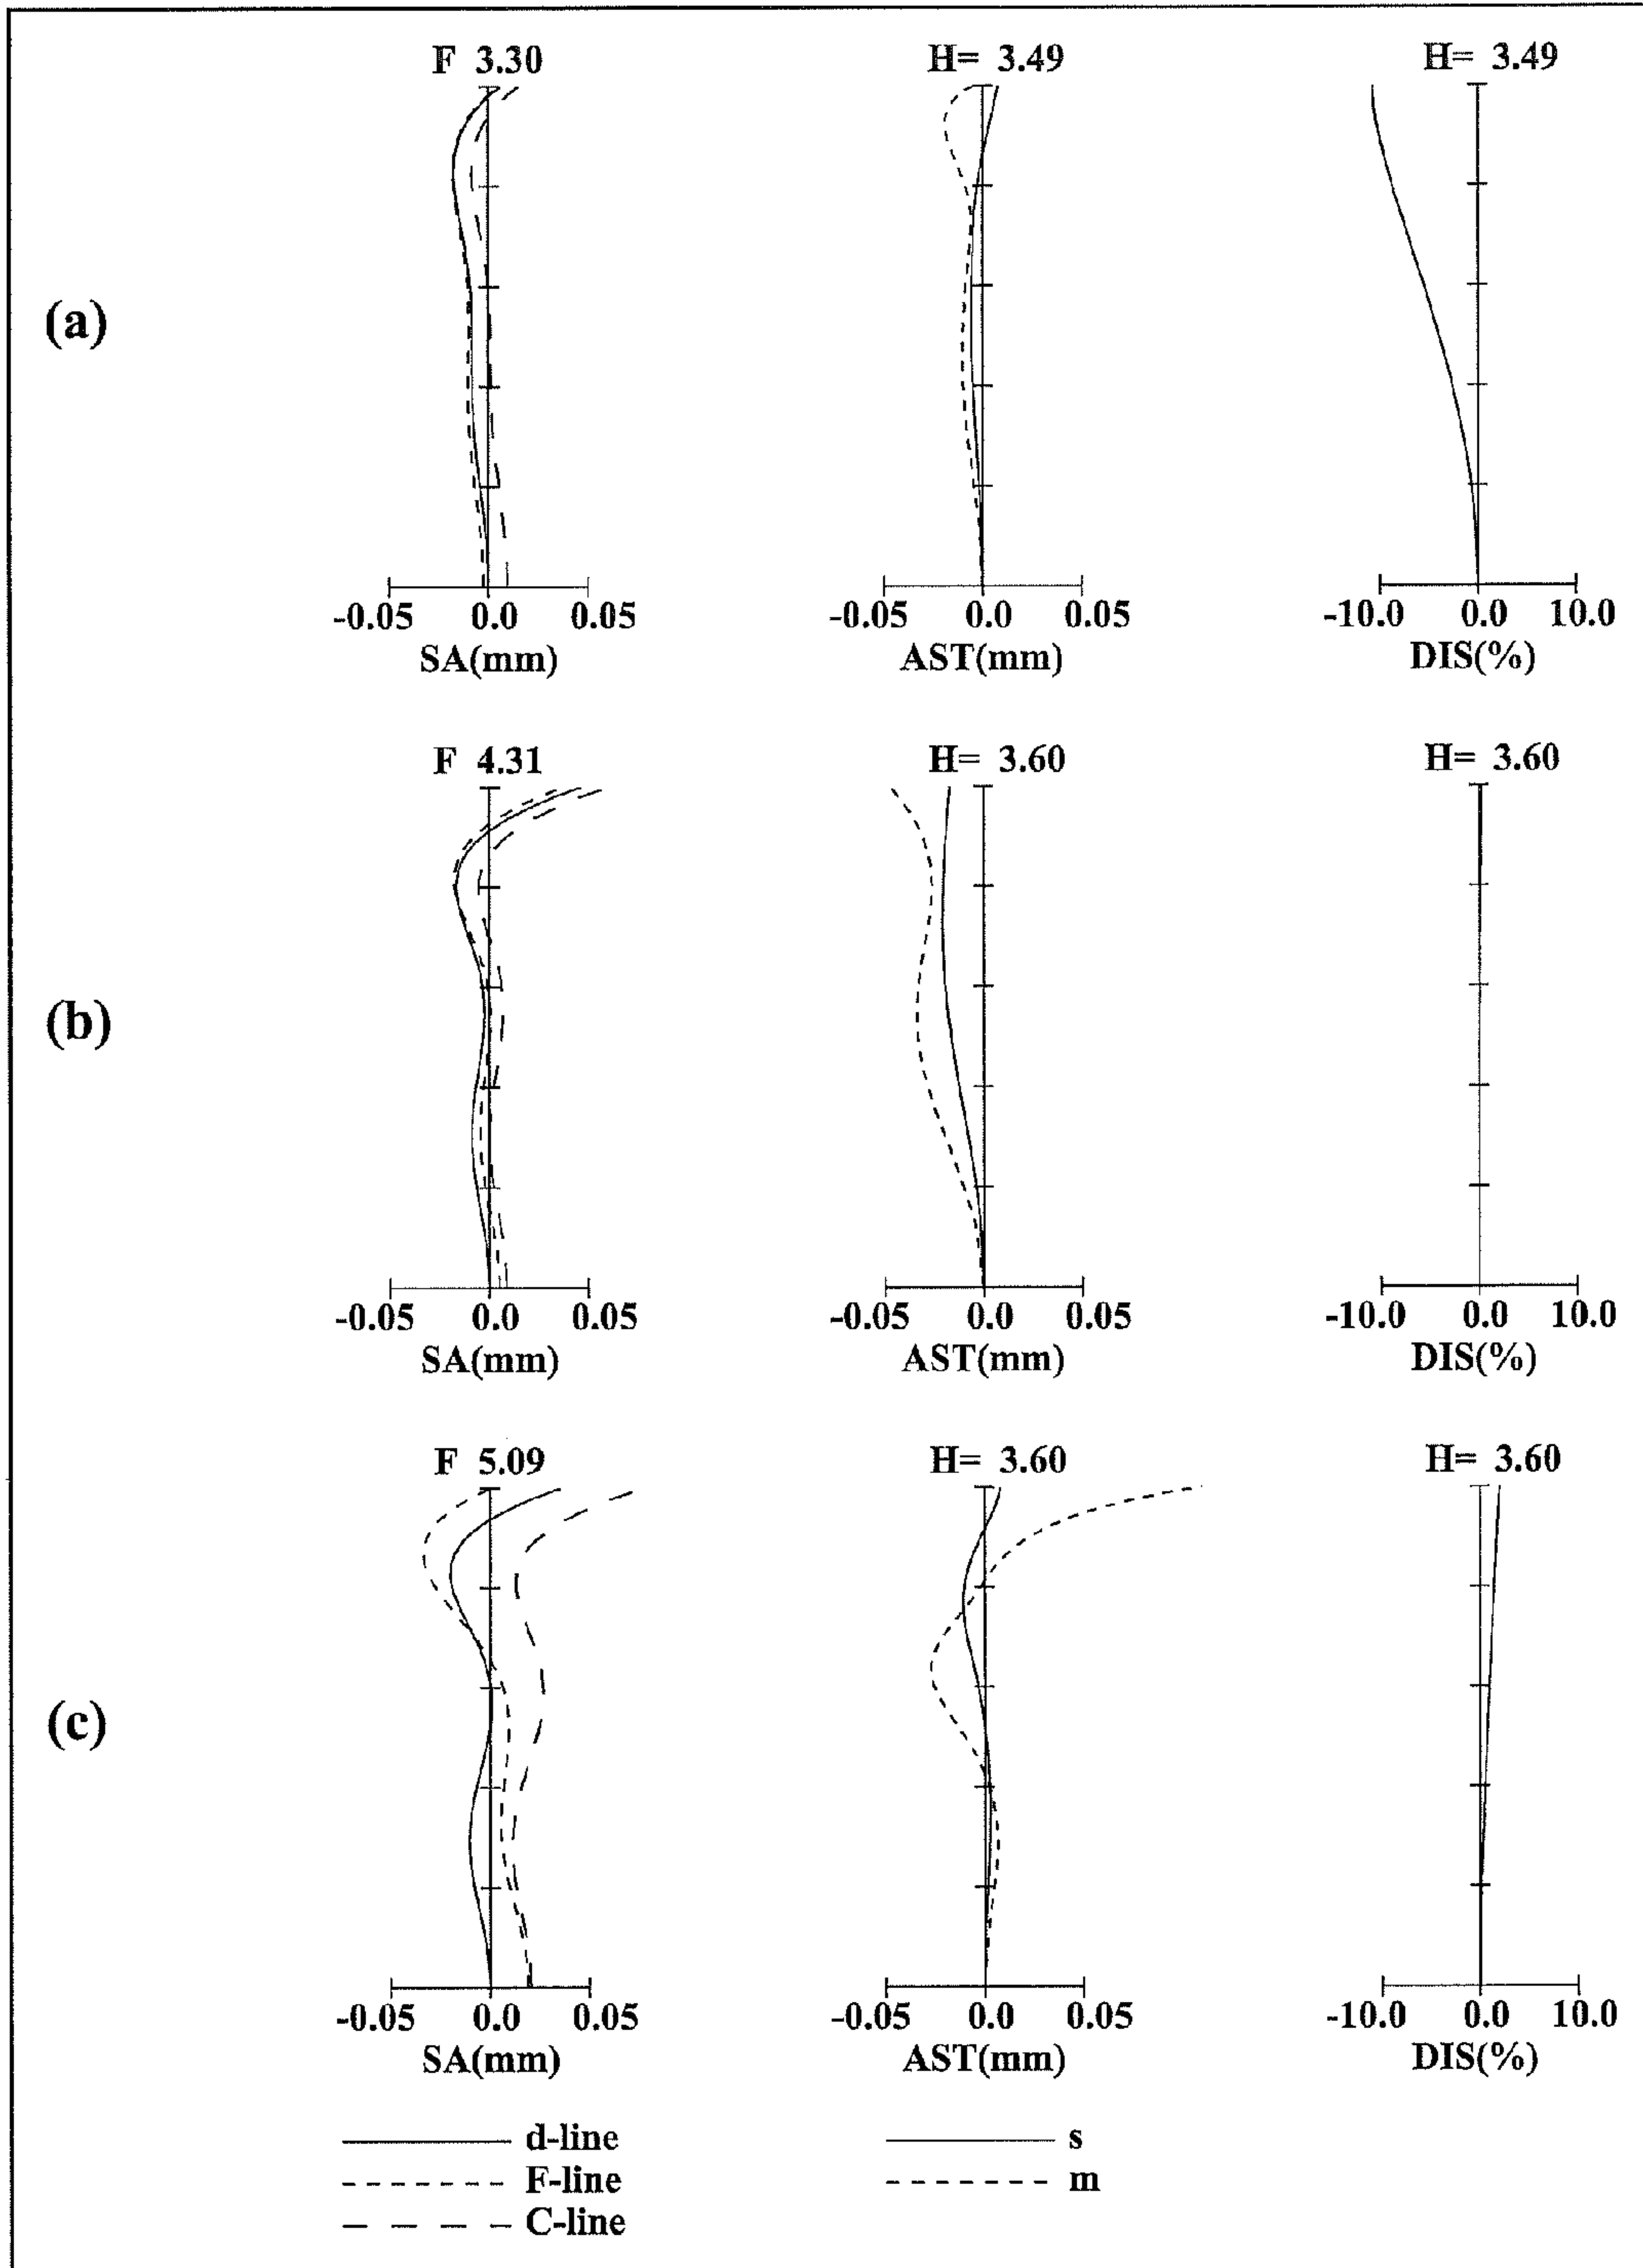 F 3.30 H= 3.49 H= 3.49
(a)
-0.05 0.0 0.05 -0.05 0.0 0.05 -10.0 0.0 10.0
SA(mm) AST(mm) DIS(%)
F 4.31 H= 3.60 H= 3.60
(b)
-0.05 0.0 0.05 -0.05 0.0 0.05 -10.0 0.0 10.0
SA(mm) AST(mm) DIS(%)
F 5.09 H= 3.60 H= 3.60
(c)
-0.05 0.0 0.05 -0.05 0.0 0.05 -10.0 0.0 10.0
SA(mm) AST(mm) DIS(%)
d-line s
F-line m
C-line